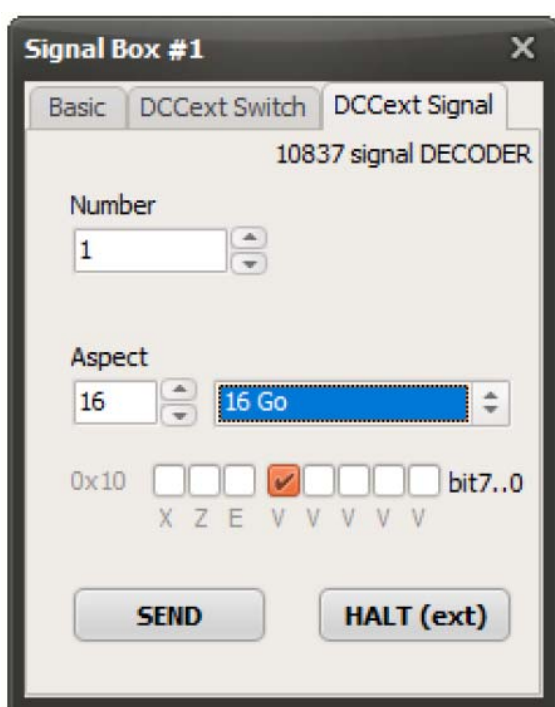 Signal Box #1
Basic DCCext Switch DCCext Signal
10837 signal DECODER
Number
1
Aspect
16 16 Go
0x10 bit7..0
X Z E V V V V V
SEND HALT (ext)